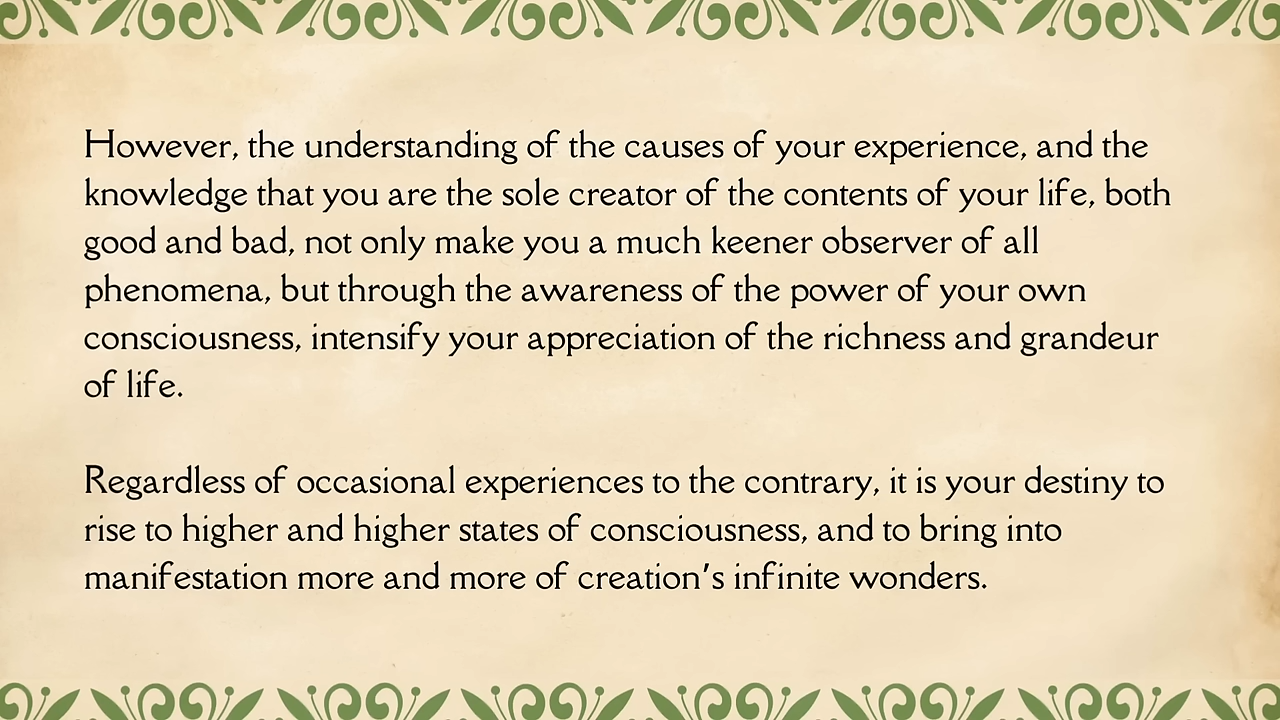 However, the understanding of the causes of your experience, and the
knowledge that you are the sole creator of the contents of your life, both
good and bad, not only make you a much keener observer of all
phenomena, but through the awareness of the power of your own
consciousness, intensify your appreciation of the richness and grandeur
of life.
Regardless of occasional experiences to the contrary, it is your destiny to
rise to higher and higher states of consciousness, and to bring into
manifestation more and more of creation's infinite wonders.